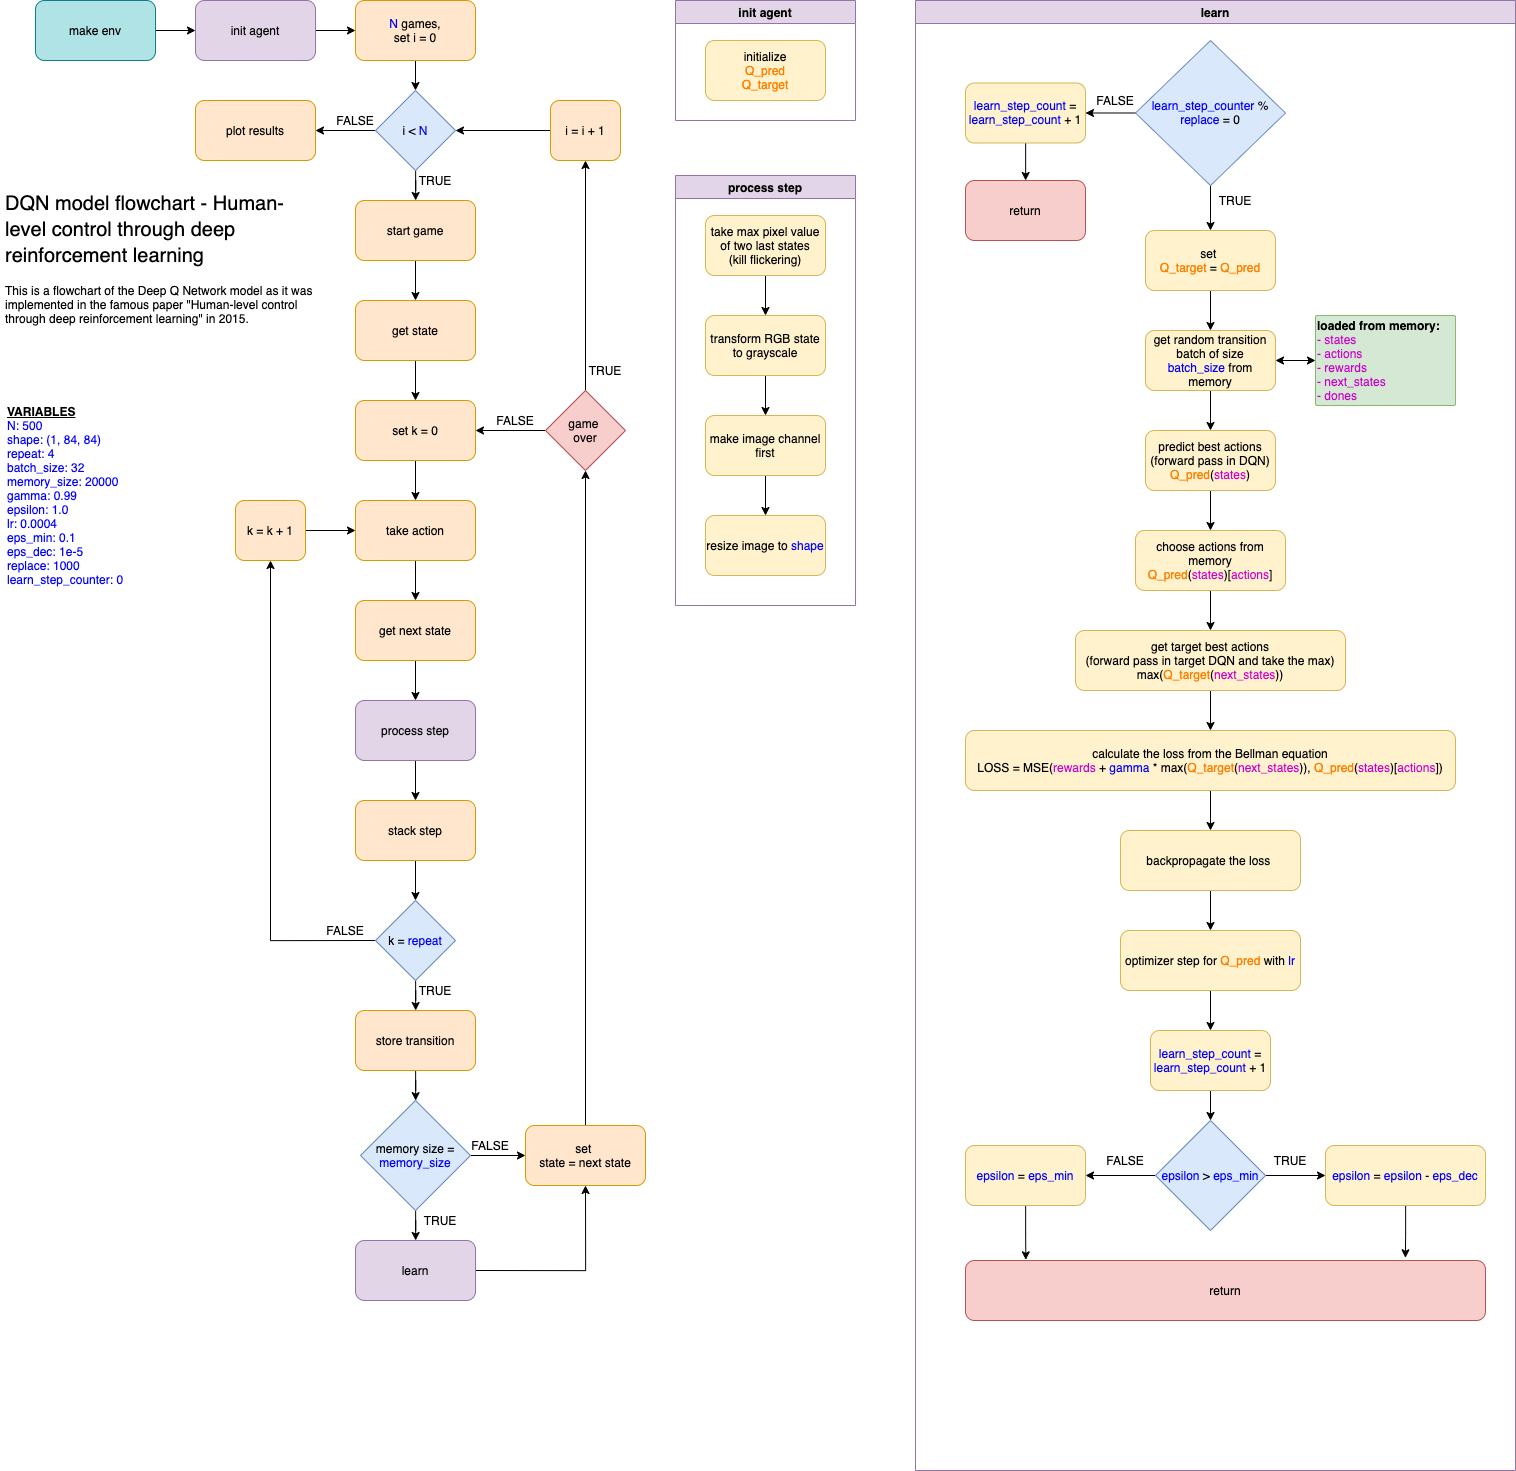 make env
init agent
N games,
set i = 0
plot results
FALSE
i < N
i = i + 1
TRUE
DQN model flowchart - Human-
level control through deep
reinforcement learning
This is a flowchart of the Deep Q Network model as it was
implemented in the famous paper "Human-level control
through deep reinforcement learning" in 2015.
VARIABLES
N: 500
shape: (1, 84, 84)
repeat: 4
batch_size: 32
memory_size: 20000
gamma: 0.99
epsilon: 1.0
lr: 0.0004
eps_min: 0.1
eps_dec: 1e-5
replace: 1000
learn_step_counter: 0
start game
get state
TRUE
set k = 0
FALSE
game
over
k = k + 1
take action
get next state
process step
stack step
FALSE
k = repeat
TRUE
store transition
memory size =
memory_size
FALSE
set
state = next state
TRUE
learn
init agent
initialize
Q_pred
Q_target
process step
take max pixel value
of two last states
(kill flickering)
transform RGB state
to grayscale
make image channel
first
resize image to shape
learn
learn_step_count =
learn_step_count + 1
FALSE
learn_step_counter %
replace = 0
return
TRUE
set
Q_target = Q_pred
get random transition
batch of size
batch_size from
memory
loaded from memory:
- states
- actions
- rewards
- next_states
- dones
predict best actions
(forward pass in DQN)
Q_pred(states)
choose actions from
memory
Q_pred(states)[actions]
get target best actions
(forward pass in target DQN and take the max)
max(Q_target(next_states))
calculate the loss from the Bellman equation
LOSS = MSE(rewards + gamma * max(Q_target(next_states)), Q_pred(states)[actions])
backpropagate the loss
optimizer step for Q_pred with lr
learn_step_count =
learn_step_count + 1
epsilon = eps_min
FALSE
epsilon > eps_min
TRUE
epsilon = epsilon - eps_dec
return